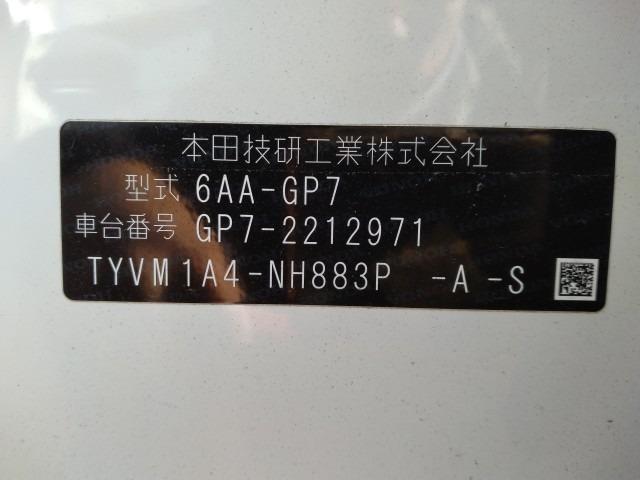 本田技研工業株式会社
型式 6AA-GP7
車台番号 GP7-2212971
TYVM1A4-NH883P -A-S